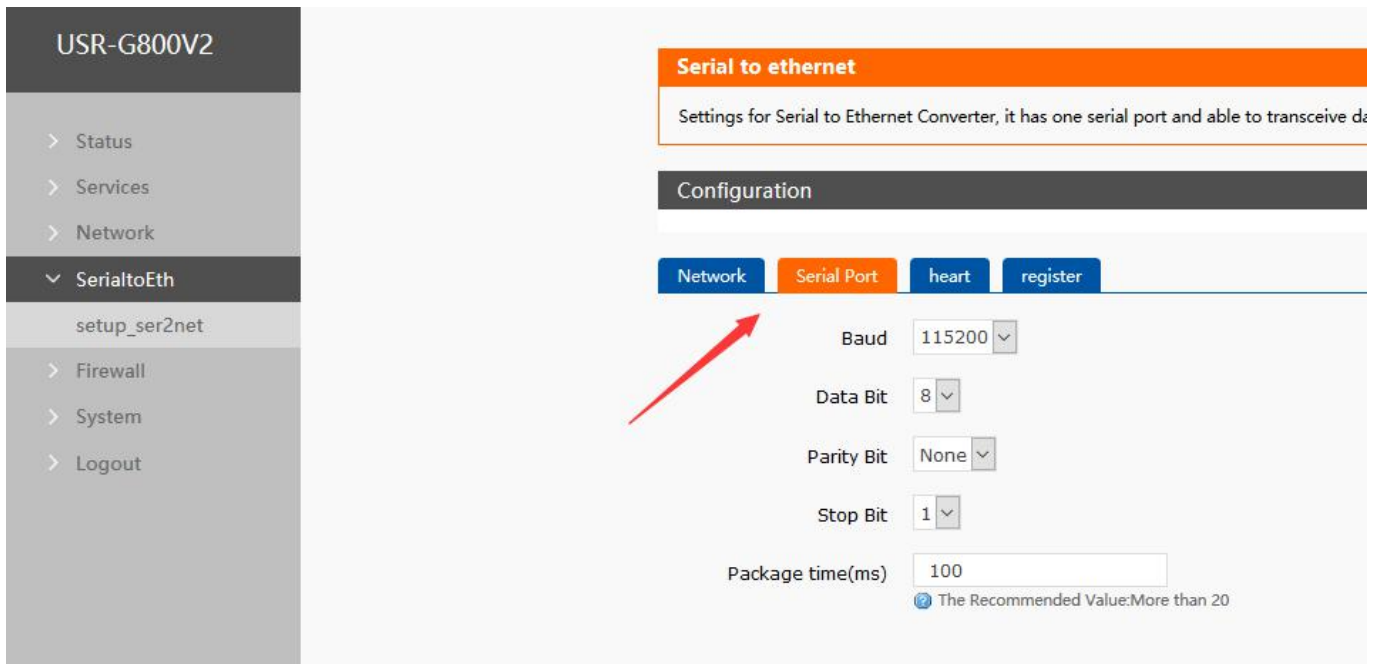 USR-G800V2
Status
Services
Network
SerialtoEth
setup_ser2net
Firewall
System
Logout
Serial to ethernet
Settings for Serial to Ethernet Converter, it has one serial port and able to transceive da
Configuration
Network Serial Port heart register
Baud 115200
Data Bit 8
Parity Bit None
Stop Bit 1
Package time(ms) 100
The Recommended Value:More than 20